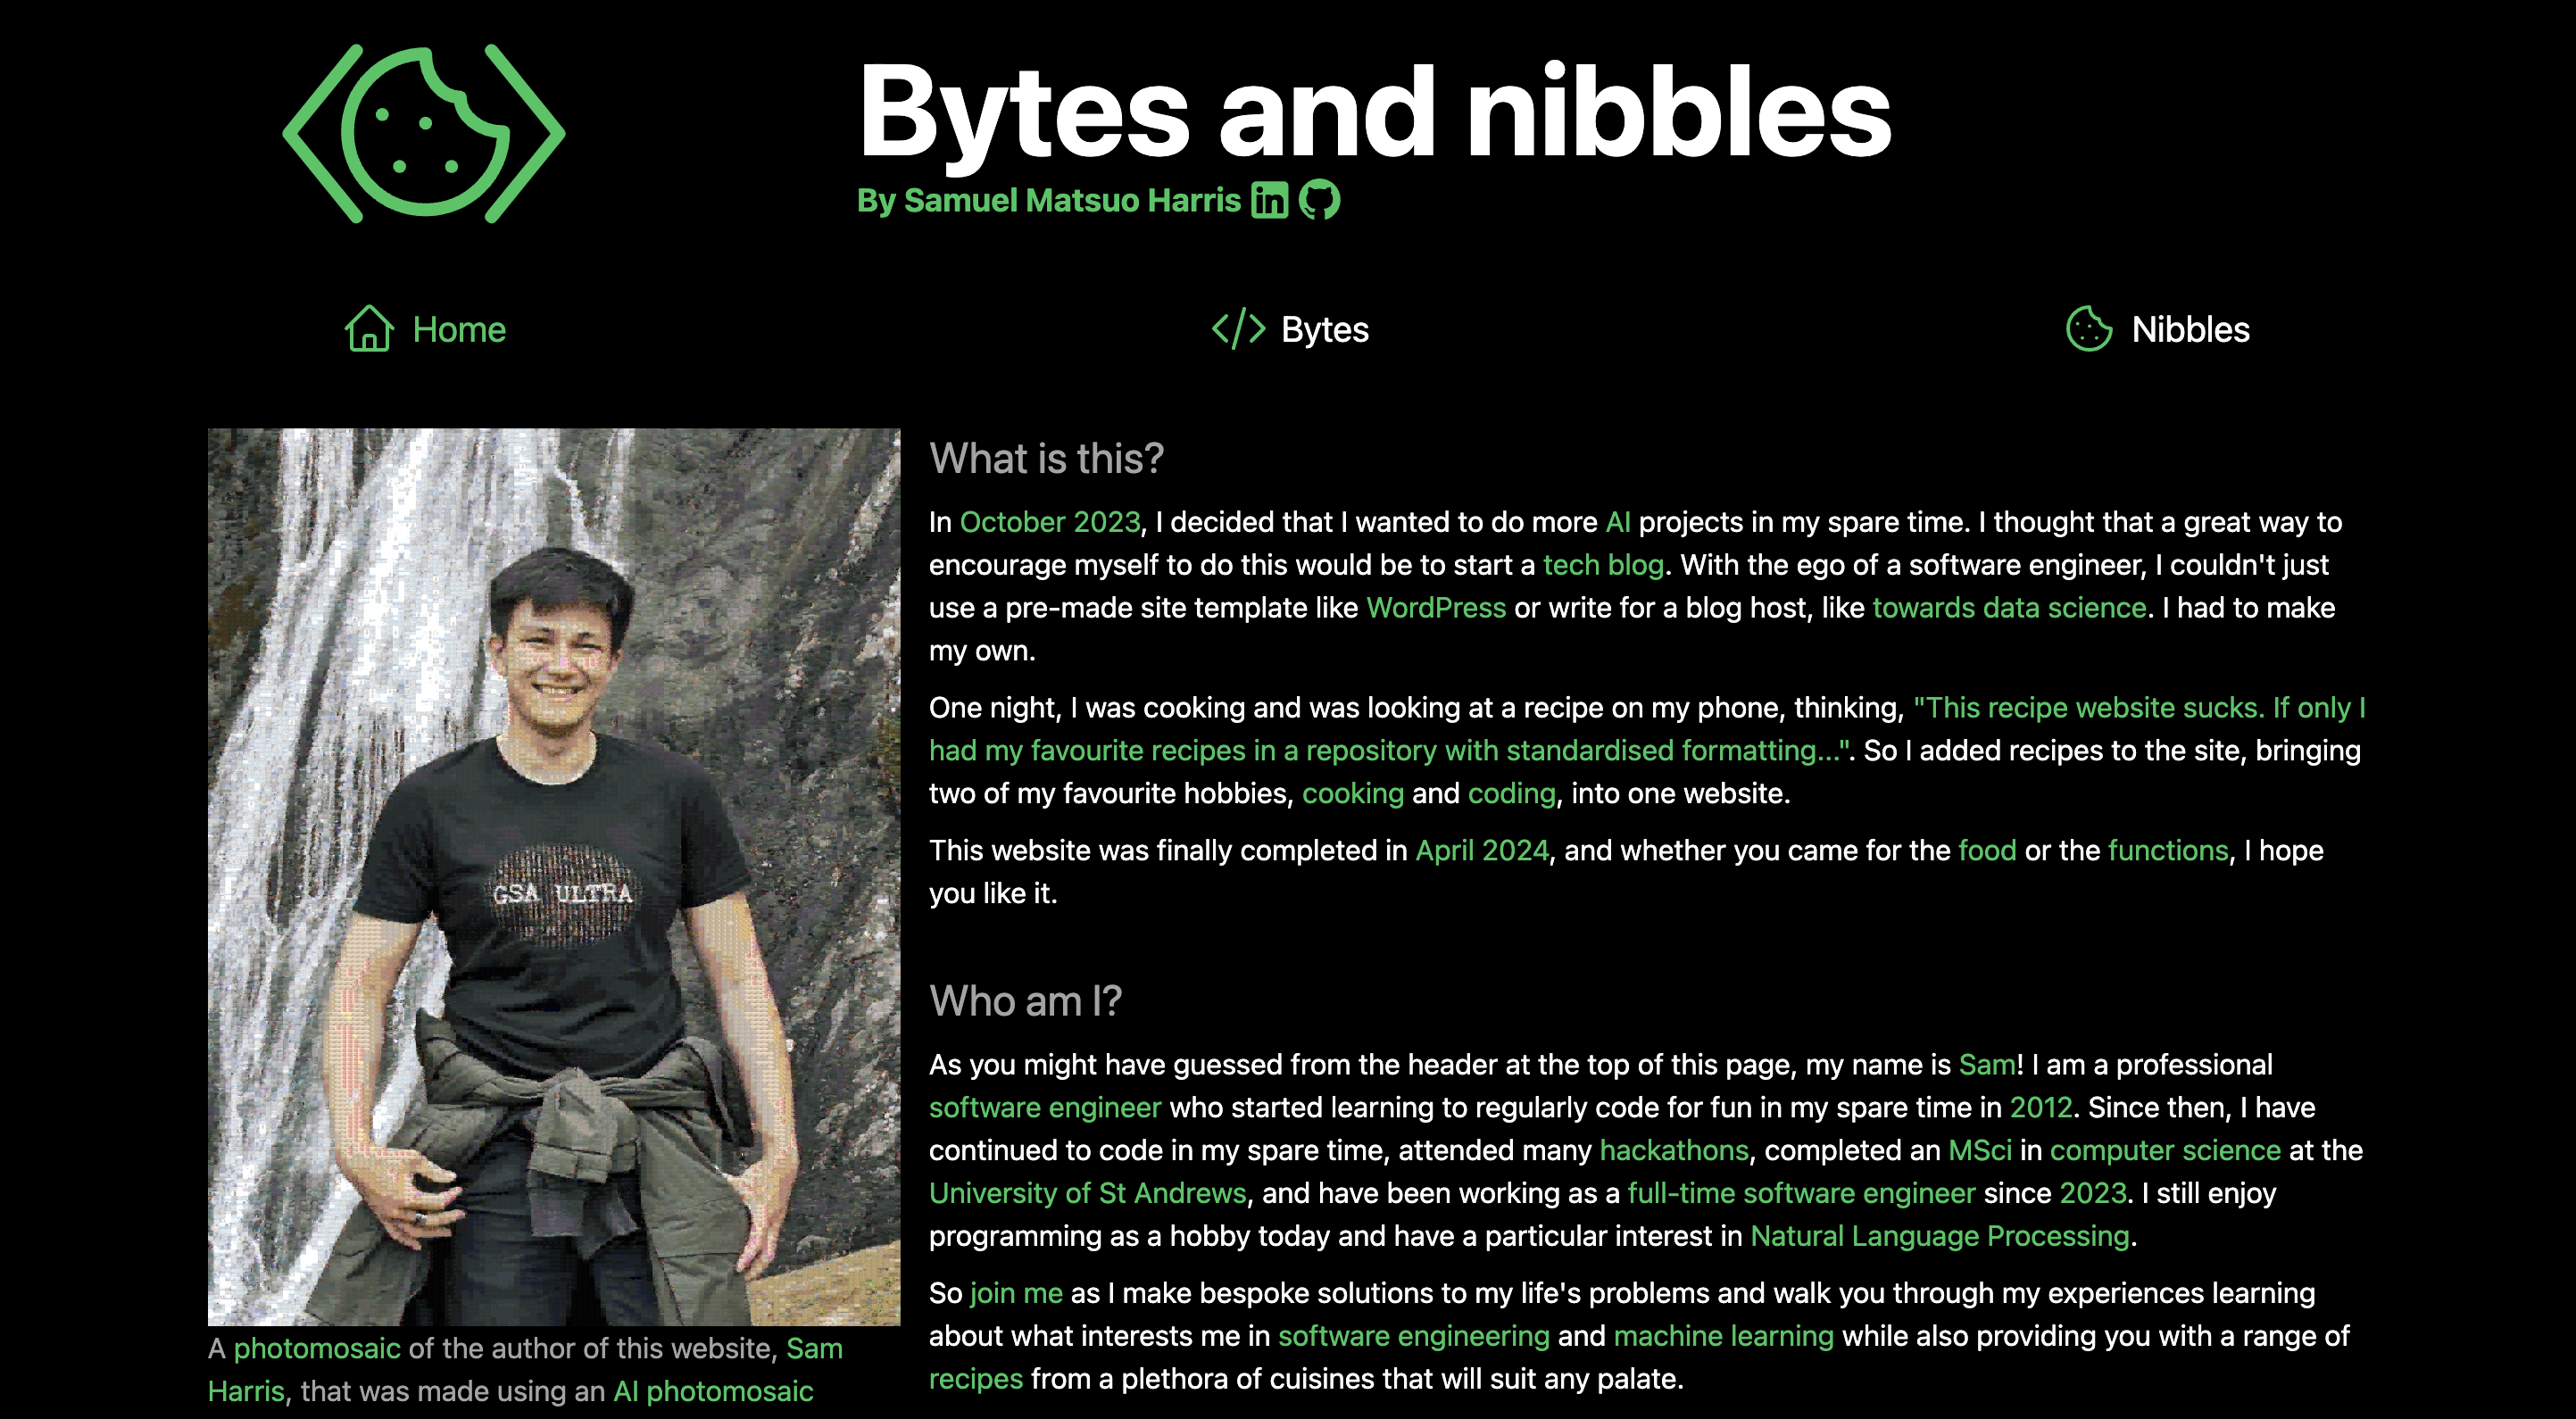 Bytes and nibbles
By Samuel Matsuo Harris
Home
Bytes
Nibbles
GSA ULTRA
A photomosaic of the author of this website, Sam
Harris, that was made using an AI photomosaic
What is this?
In October 2023, I decided that I wanted to do more AI projects in my spare time. I thought that a great way to
encourage myself to do this would be to start a tech blog. With the ego of a software engineer, I couldn't just
use a pre-made site template like WordPress or write for a blog host, like towards data science. I had to make
my own.
One night, I was cooking and was looking at a recipe on my phone, thinking, "This recipe website sucks. If only I
had my favourite recipes in a repository with standardised formatting...". So I added recipes to the site, bringing
two of my favourite hobbies, cooking and coding, into one website.
This website was finally completed in April 2024, and whether you came for the food or the functions, I hope
you like it.
Who am I?
As you might have guessed from the header at the top of this page, my name is Sam! I am a professional
software engineer who started learning to regularly code for fun in my spare time in 2012. Since then, I have
continued to code in my spare time, attended many hackathons, completed an MSci in computer science at the
University of St Andrews, and have been working as a full-time software engineer since 2023. I still enjoy
programming as a hobby today and have a particular interest in Natural Language Processing.
So join me as I make bespoke solutions to my life's problems and walk you through my experiences learning
about what interests me in software engineering and machine learning while also providing you with a range of
recipes from a plethora of cuisines that will suit any palate.